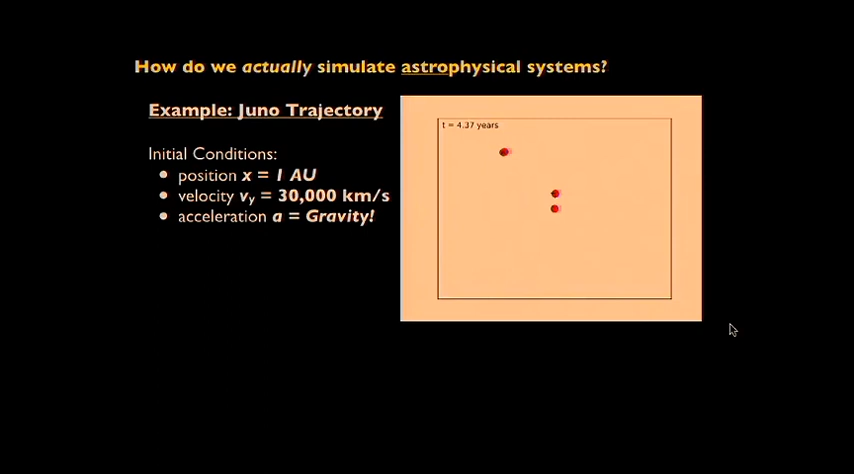 How do we actually simulate astrophysical systems?
Example: Juno Trajectory
t = 4.37 years
Initial Conditions:
● position x = 1 AU
● velocity vᵧ = 30,000 km/s
● acceleration a = Gravity!